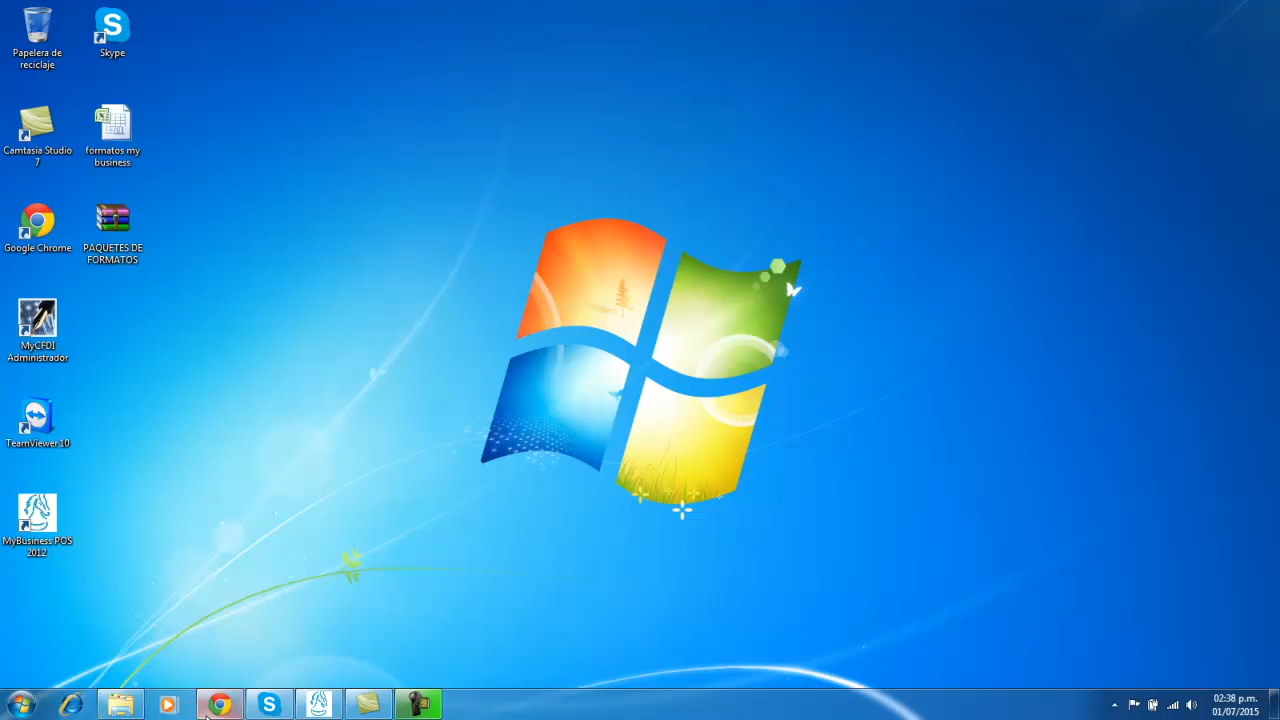 Papelera de
reciclaje
Skype
Camtasia Studio
7
formatos my
business
Google Chrome
PAQUETES DE
FORMATOS
MyCFDI
Administrador
TeamViewer 10
MyBusiness POS
2012
02:38 p.m.
01/07/2015